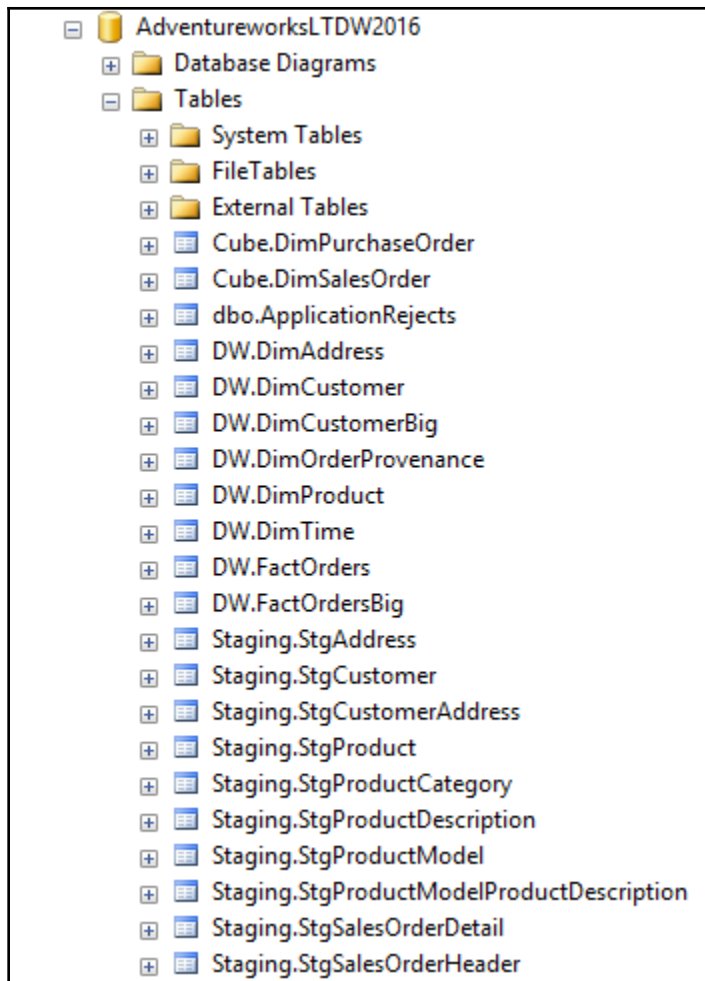 AdventureworksLTDW2016
Database Diagrams
Tables
System Tables
FileTables
External Tables
Cube.DimPurchaseOrder
Cube.DimSalesOrder
dbo.ApplicationRejects
DW.DimAddress
DW.DimCustomer
DW.DimCustomerBig
DW.DimOrderProvenance
DW.DimProduct
DW.DimTime
DW.FactOrders
DW.FactOrdersBig
Staging.StgAddress
Staging.StgCustomer
Staging.StgCustomerAddress
Staging.StgProduct
Staging.StgProductCategory
Staging.StgProductDescription
Staging.StgProductModel
Staging.StgProductModelProductDescription
Staging.StgSalesOrderDetail
Staging.StgSalesOrderHeader